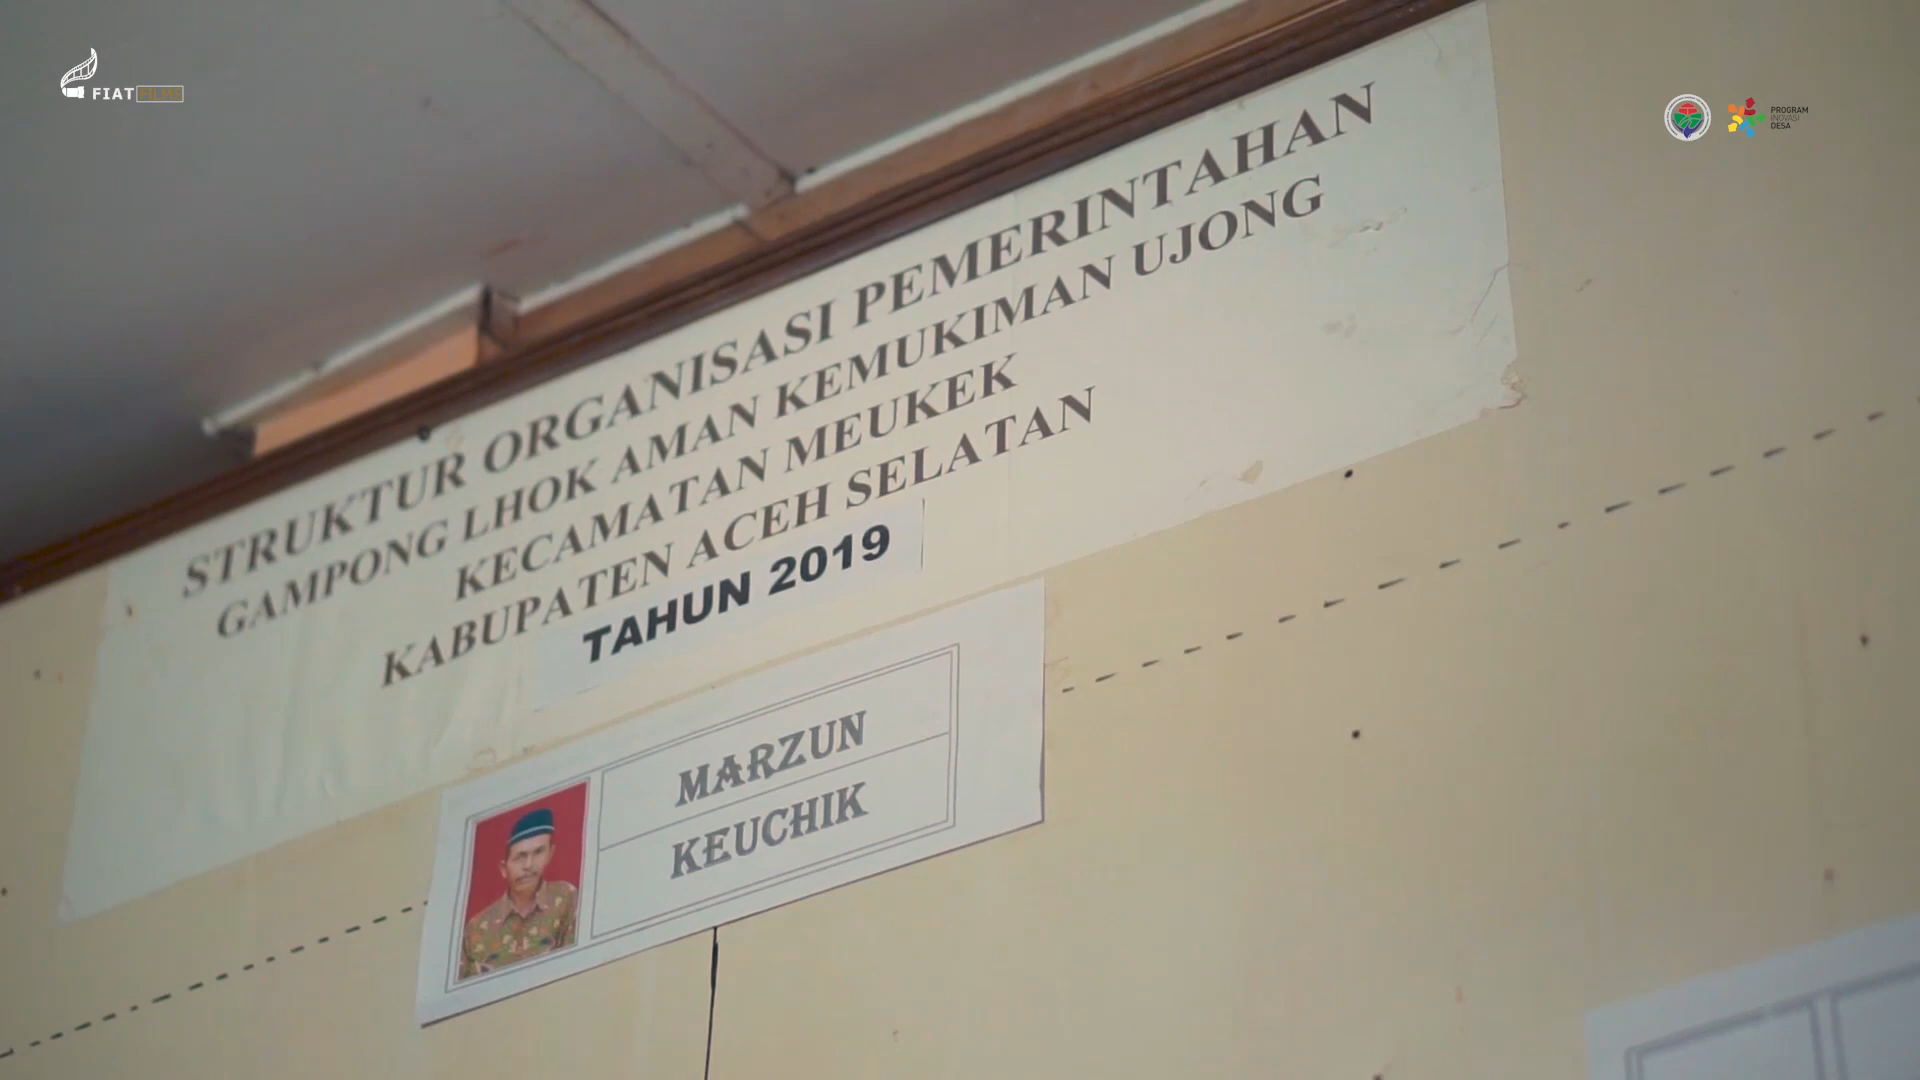 FIAT FILMS
PROGRAM
INOVASI
DESA
STRUKTUR ORGANISASI PEMERINTAHAN
GAMPONG LHOK AMAN KEMUKIMAN UJONG
KECAMATAN MEUKEK
KABUPATEN ACEH SELATAN
TAHUN 2019
MARZUN
KEUCHIK